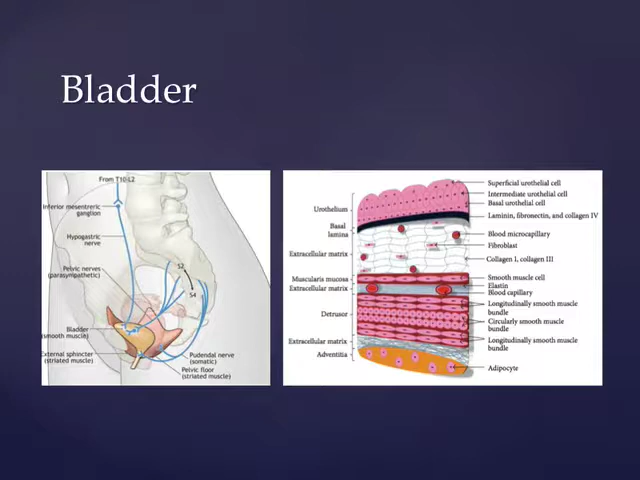 Bladder
From T10-L2
Inferior mesentreric
ganglion
Hypogastric
nerve
Pelvic nerves
(parasympathetic)
S2
S4
Bladder
(smooth muscle)
External sphincter
(striated muscle)
Pudendal nerve
(somatic)
Pelvic floor
(striated muscle)
Urothelium
Basal
lamina
Extracellular matrix
Muscularis mucosa
Extracellular matrix
Detrusor
Extracellular matrix
Adventitia
Superficial urothelial cell
Intermediate urothelial cell
Basal urothelial cell
Laminin, fibronectin, and collagen IV
Blood microcapillary
Fibroblast
Collagen I, collagen III
Smooth muscle cell
Elastin
Blood capillary
Longitudinally smooth muscle
bundle
Circularly smooth muscle
bundle
Longitudinally smooth muscle
bundle
Adipocyte